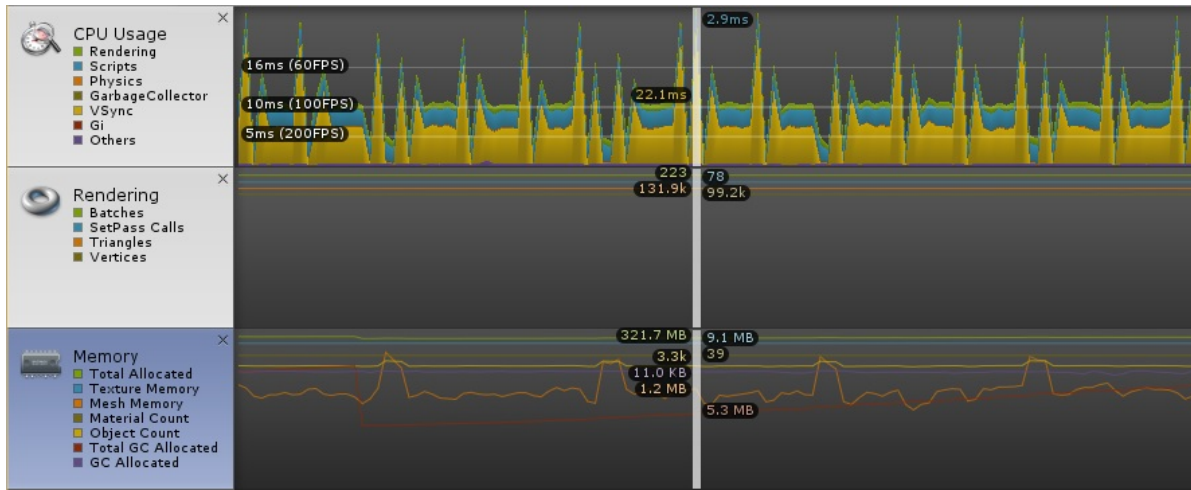 CPU Usage
Rendering
Scripts
Physics
GarbageCollector
VSync
Gi
Others
16ms (60FPS)
10ms (100FPS)
5ms (200FPS)
22.1ms
2.9ms
Rendering
Batches
SetPass Calls
Triangles
Vertices
223
131.9k
78
99.2k
Memory
Total Allocated
Texture Memory
Mesh Memory
Material Count
Object Count
Total GC Allocated
GC Allocated
321.7 MB
3.3k
11.0 KB
1.2 MB
9.1 MB
39
5.3 MB